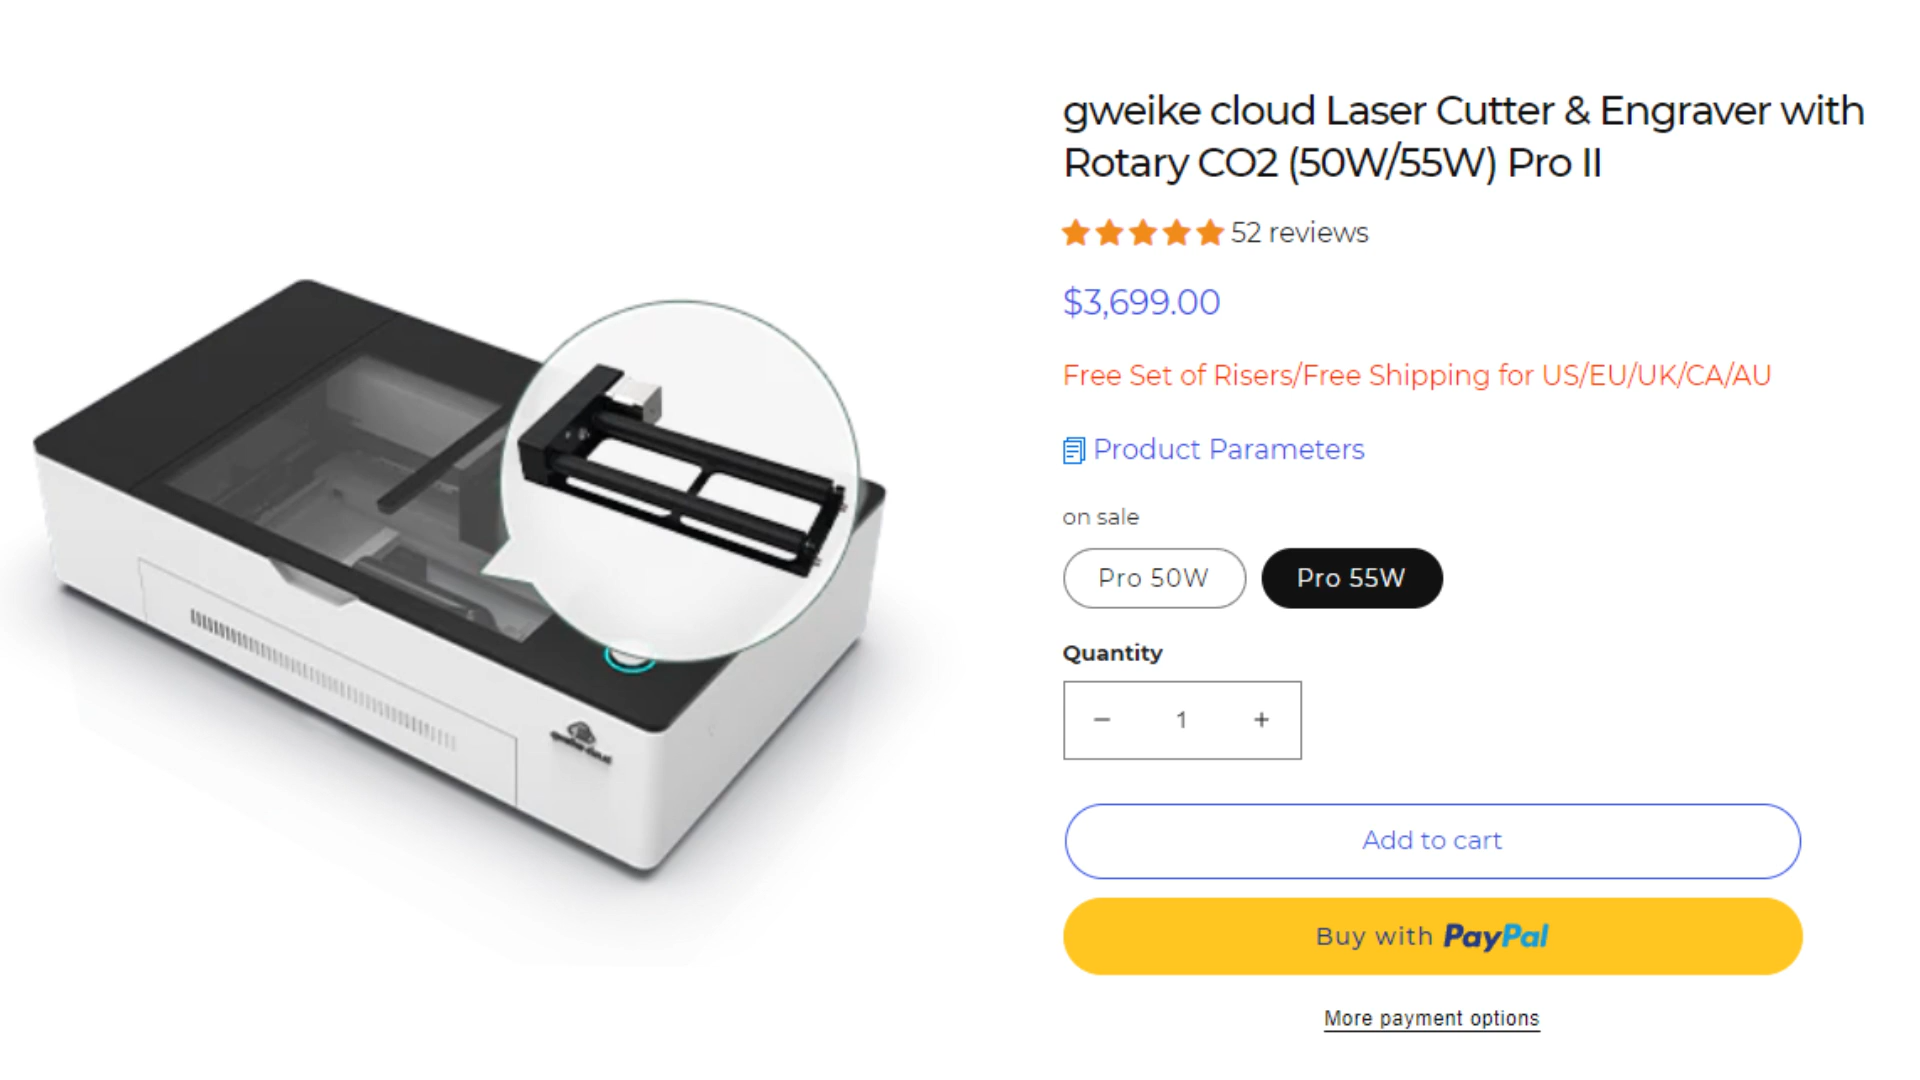 gweike cloud Laser Cutter & Engraver with
Rotary CO2 (50W/55W) Pro II
52 reviews
$3,699.00
Free Set of Risers/Free Shipping for US/EU/UK/CA/AU
Product Parameters
on sale
Pro 50W
Pro 55W
Quantity
− 1 +
Add to cart
Buy with PayPal
More payment options
gweike cloud